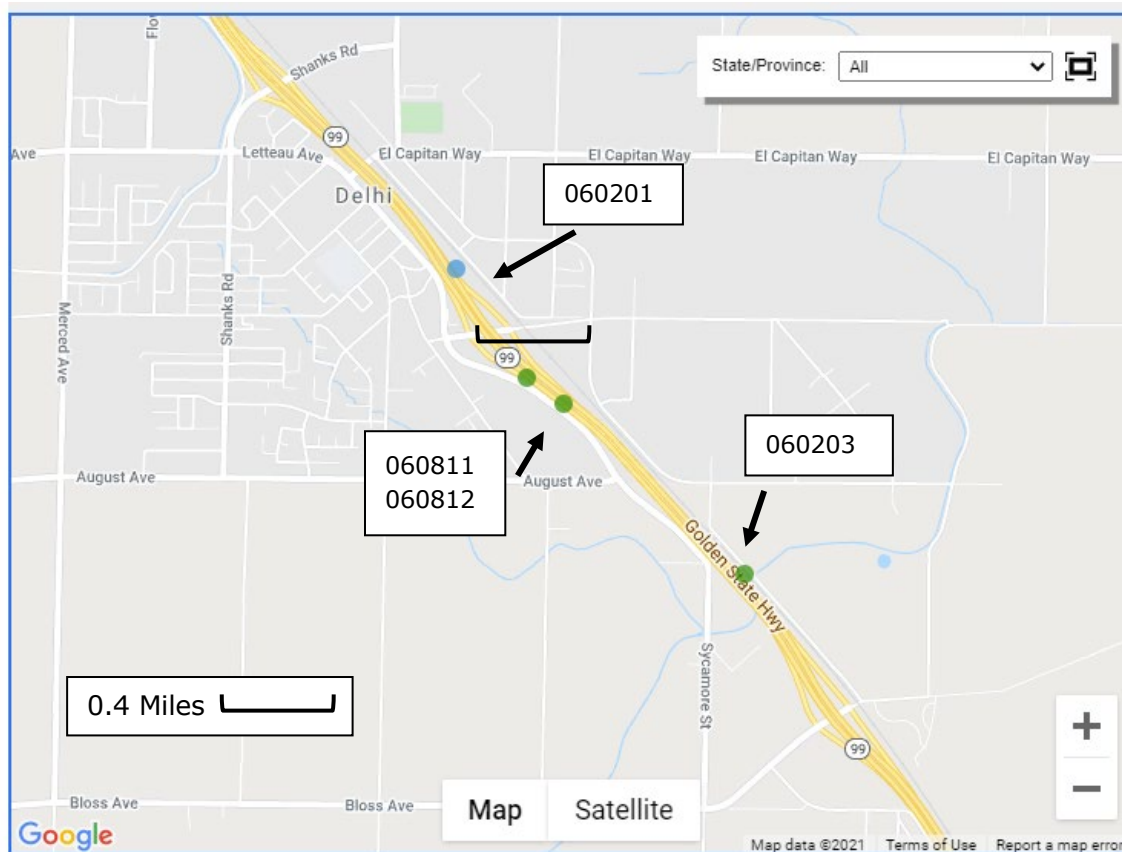 Flo
Shanks Rd
State/Province: All
99
Ave
Letteau Ave
El Capitan Way
El Capitan Way
El Capitan Way
El Capitan Way
Delhi
060201
Shanks Rd
Merced Ave
99
060811
060812
060203
August Ave
August Ave
Golden State Hwy
Sycamore St
0.4 Miles
99
+
−
Bloss Ave
Bloss Ave
Map
Satellite
Google
Map data ©2021
Terms of Use
Report a map error